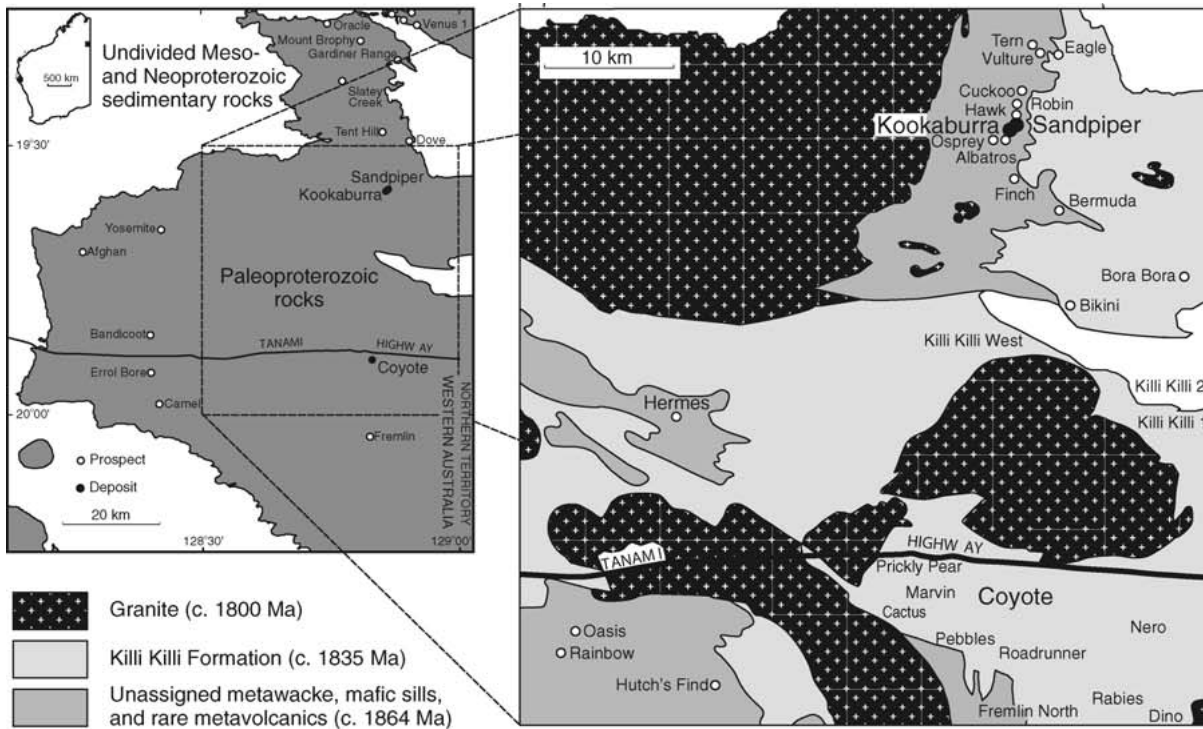 500 km
Undivided Meso-
and Neoproterozoic
sedimentary rocks
Oracle
Venus 1
Mount Brophy
Gardiner Range
Slatey
Creek
Tent Hill
Dove
19°30'
Sandpiper
Kookaburra
Yosemite
Afghan
Paleoproterozoic
rocks
Bandicoot
TANAMI
HIGHW AY
Coyote
Errol Bore
Camel
20°00'
Fremlin
NORTHERN TERRITORY
WESTERN AUSTRALIA
Prospect
Deposit
20 km
128°30'
129°00'
Granite (c. 1800 Ma)
Killi Killi Formation (c. 1835 Ma)
Unassigned metawacke, mafic sills,
and rare metavolcanics (c. 1864 Ma)
10 km
Tern
Vulture
Eagle
Cuckoo
Robin
Hawk
Kookaburra
Sandpiper
Osprey
Albatros
Finch
Bermuda
Bora Bora
Bikini
Killi Killi West
Killi Killi 2
Killi Killi 1
Hermes
TANAM I
HIGHW AY
Prickly Pear
Marvin
Coyote
Cactus
Nero
Pebbles
Roadrunner
Oasis
Rainbow
Hutch's Find
Rabies
Fremlin North
Dino